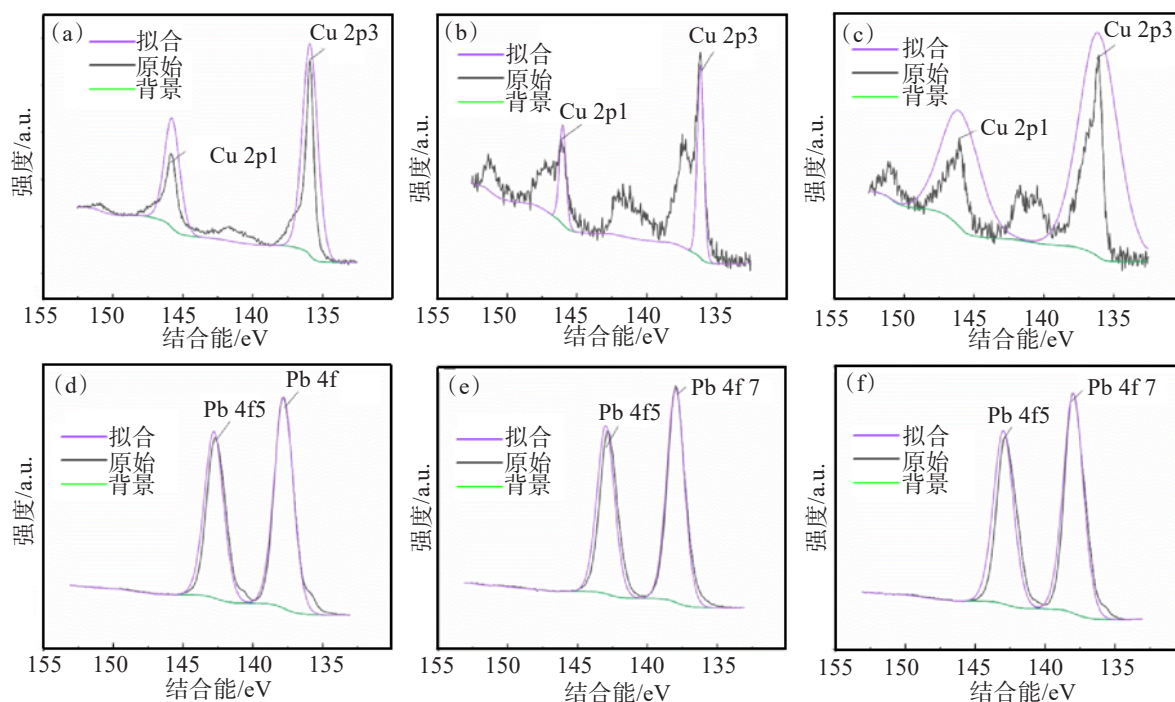 (a)
拟合
原始
背景
Cu 2p3
Cu 2p1
强度/a.u.
155 150 145 140 135
结合能/eV
(b)
拟合
原始
背景
Cu 2p3
Cu 2p1
强度/a.u.
155 150 145 140 135
结合能/eV
(c)
拟合
原始
背景
Cu 2p3
Cu 2p1
强度/a.u.
155 150 145 140 135
结合能/eV
(d)
Pb 4f
Pb 4f5
拟合
原始
背景
强度/a.u.
155 150 145 140 135
结合能/eV
(e)
Pb 4f 7
Pb 4f5
拟合
原始
背景
强度/a.u.
155 150 145 140 135
结合能/eV
(f)
Pb 4f 7
Pb 4f5
拟合
原始
背景
强度/a.u.
155 150 145 140 135
结合能/eV